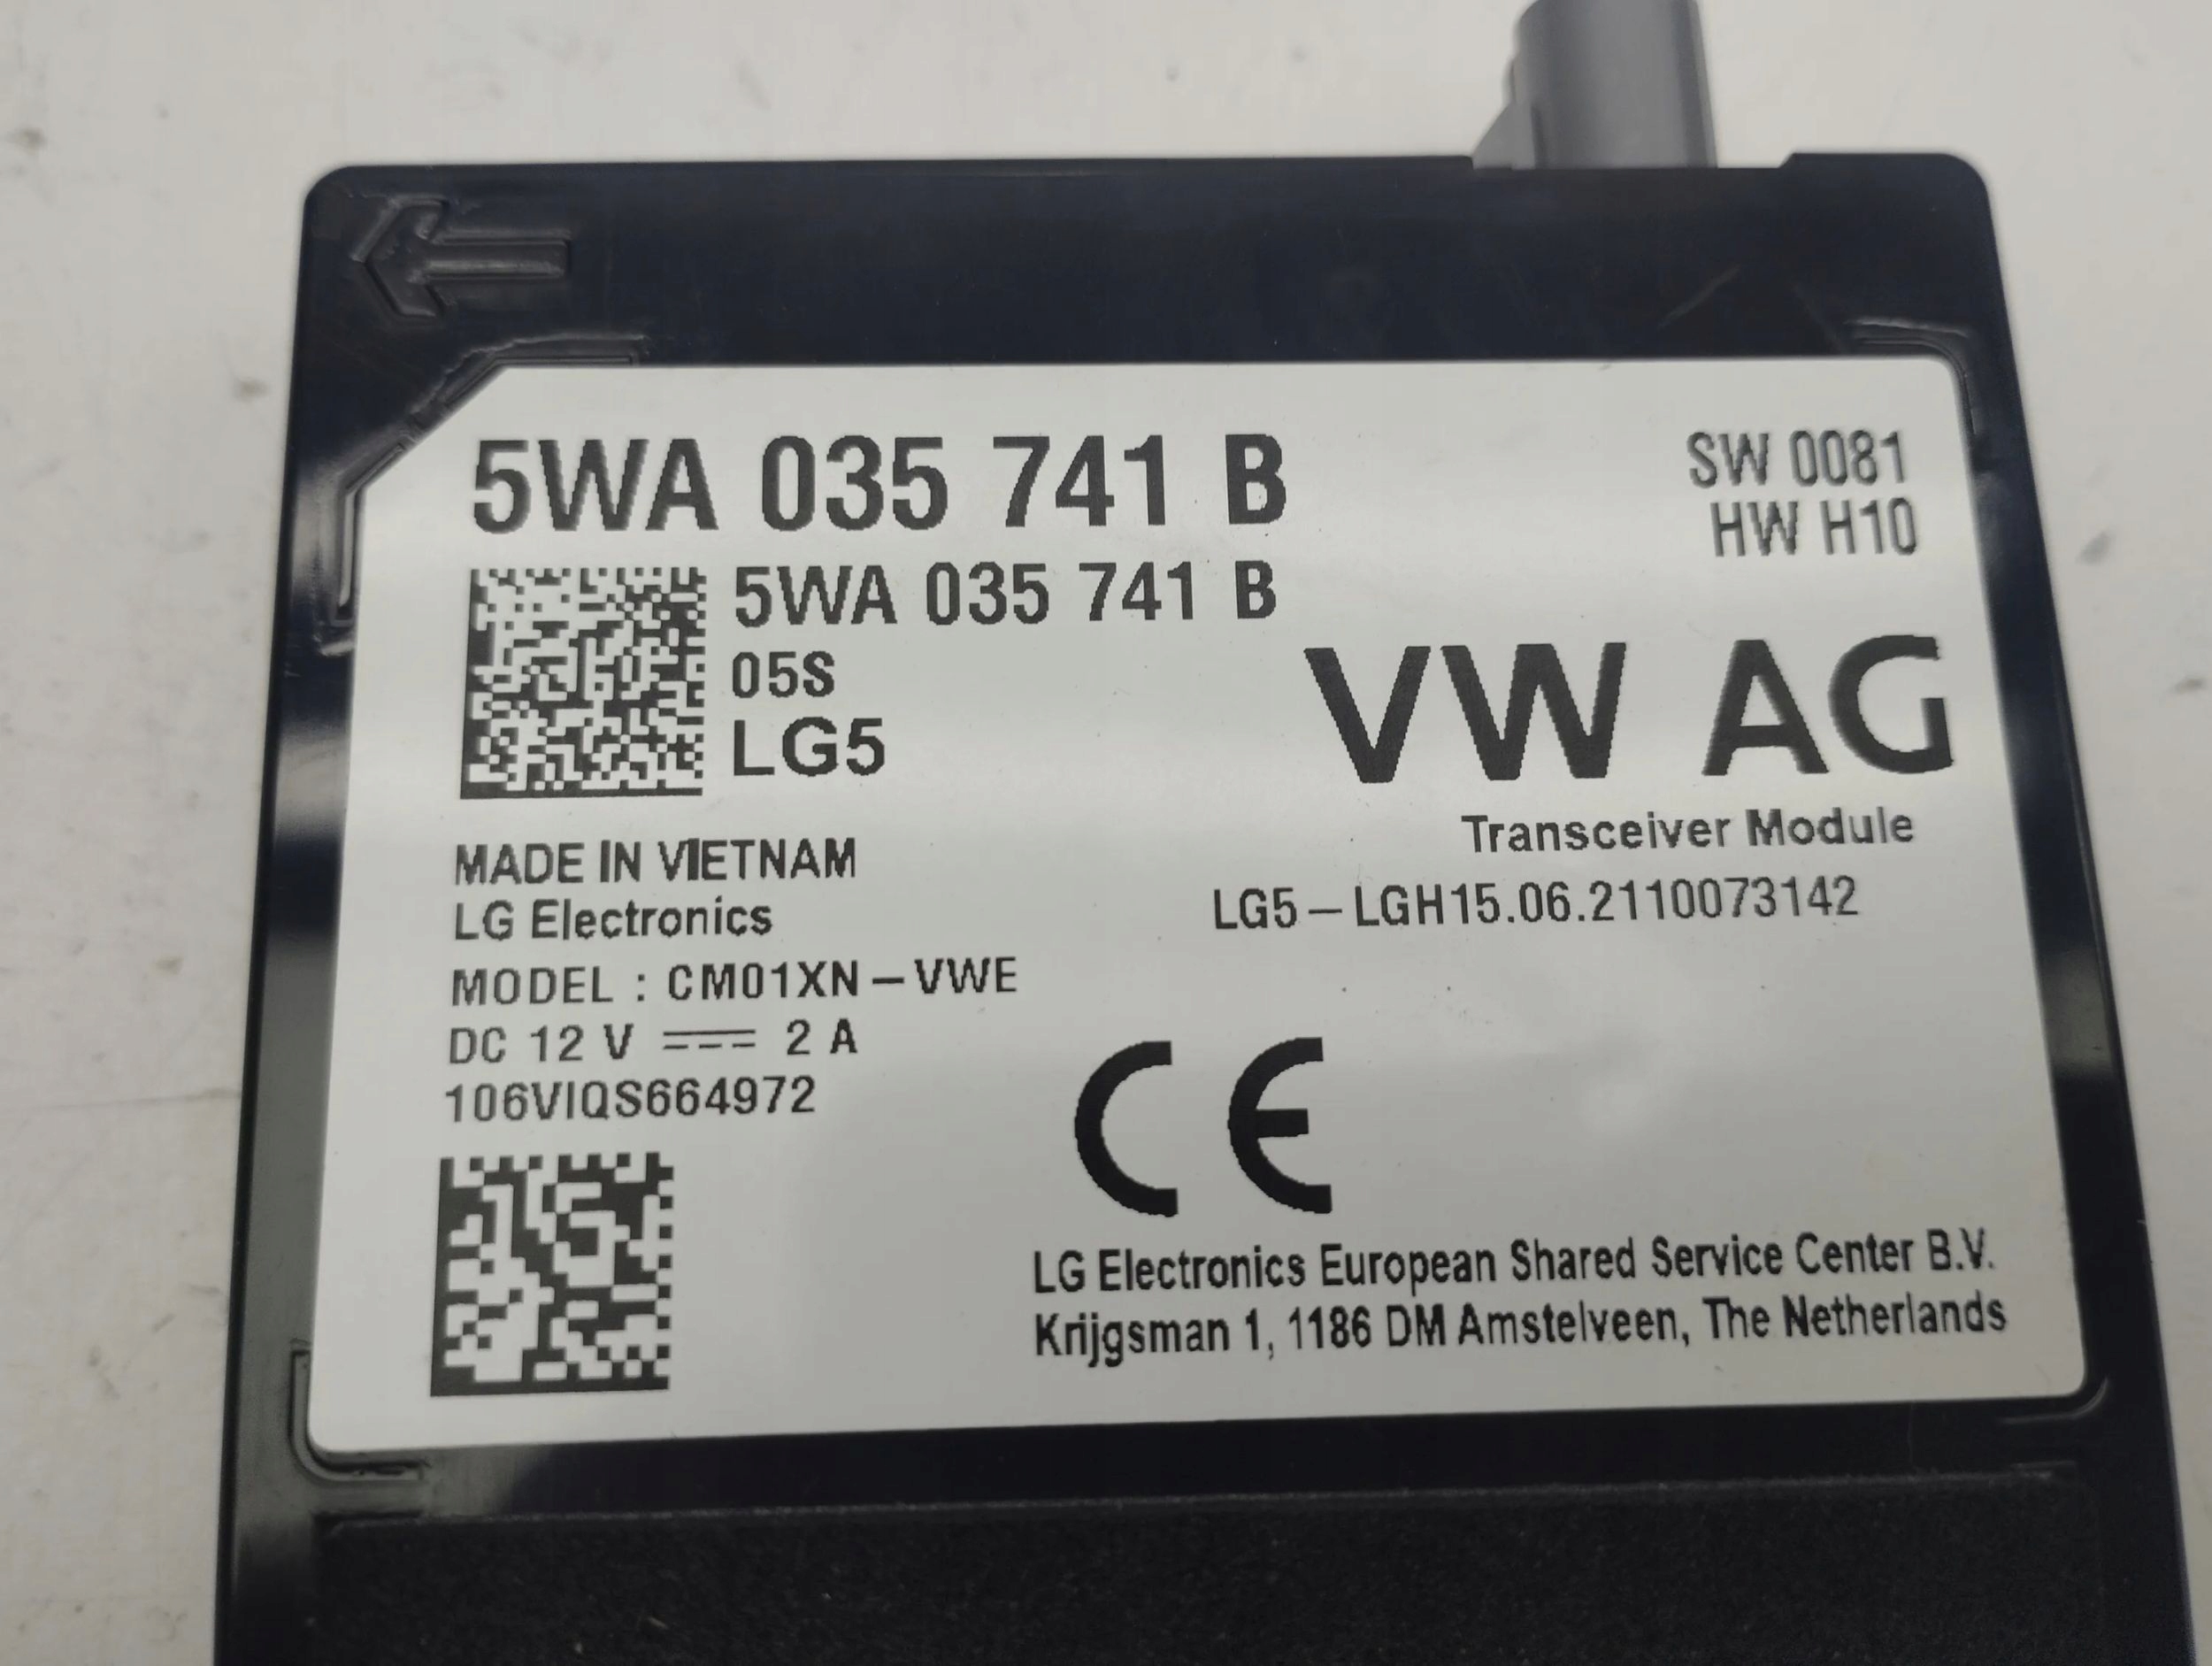 5WA 035 741 B
SW 0081
HW H10
5WA 035 741 B
05S
LG5
VW AG
Transceiver Module
LG5-LGH15.06.2110073142
MADE IN VIETNAM
LG Electronics
MODEL : CM01XN-VWE
DC 12 V ⎓ 2 A
106VIQS664972
CE
LG Electronics European Shared Service Center B.V.
Krijgsman 1, 1186 DM Amstelveen, The Netherlands